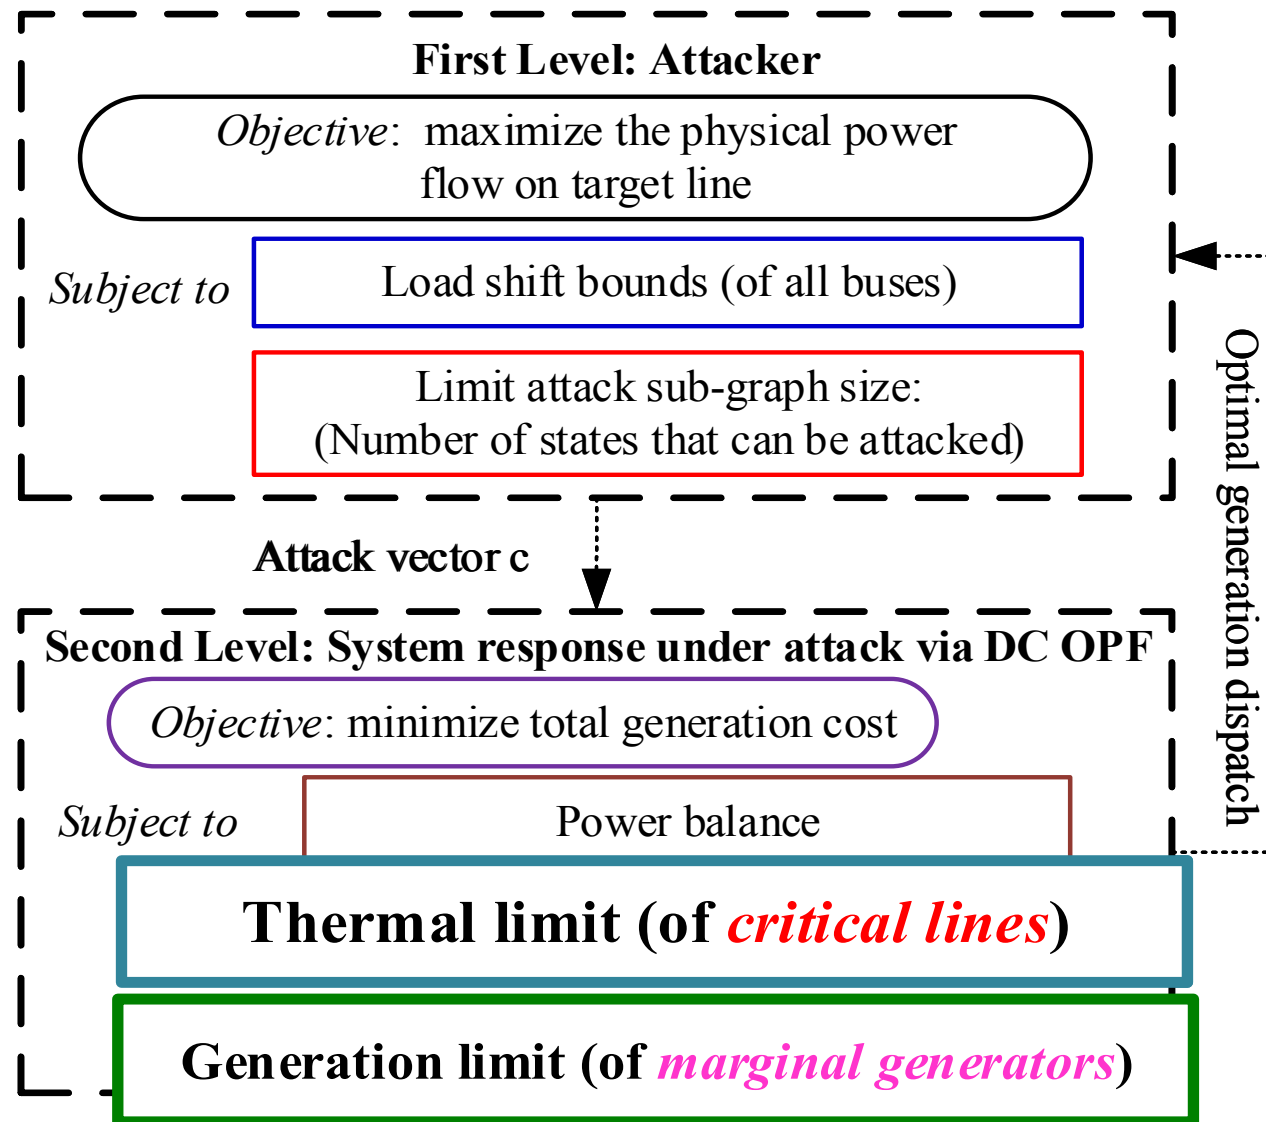 First Level: Attacker
Objective: maximize the physical power
flow on target line
Subject to
Load shift bounds (of all buses)
Limit attack sub-graph size:
(Number of states that can be attacked)
Attack vector c
Optimal generation dispatch
Second Level: System response under attack via DC OPF
Objective: minimize total generation cost
Subject to
Power balance
Thermal limit (of critical lines)
Generation limit (of marginal generators)